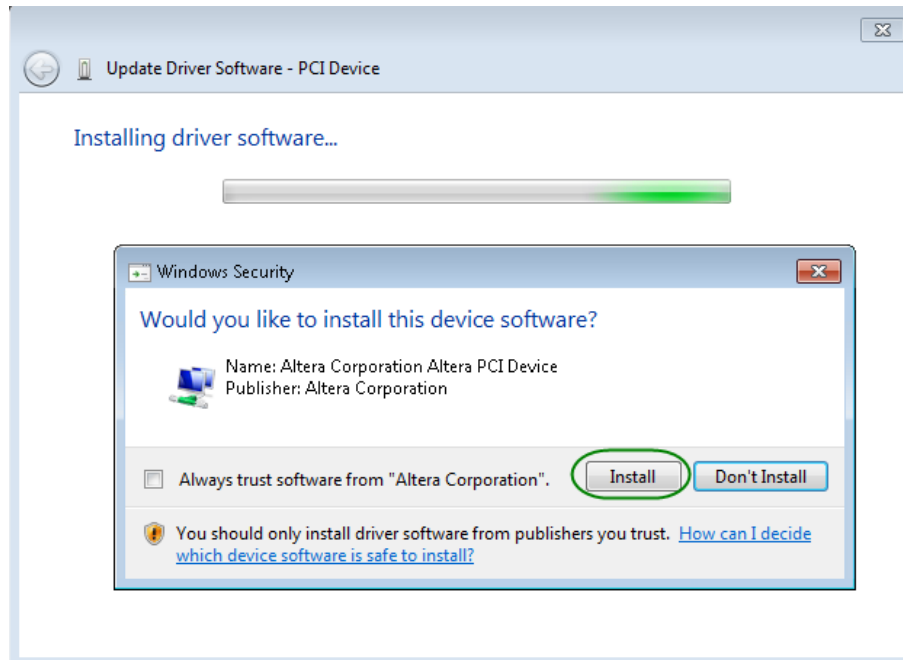 Update Driver Software - PCI Device
Installing driver software...
Windows Security
Would you like to install this device software?
Name: Altera Corporation Altera PCI Device
Publisher: Altera Corporation
Always trust software from "Altera Corporation".
Install
Don't Install
You should only install driver software from publishers you trust. How can I decide
which device software is safe to install?